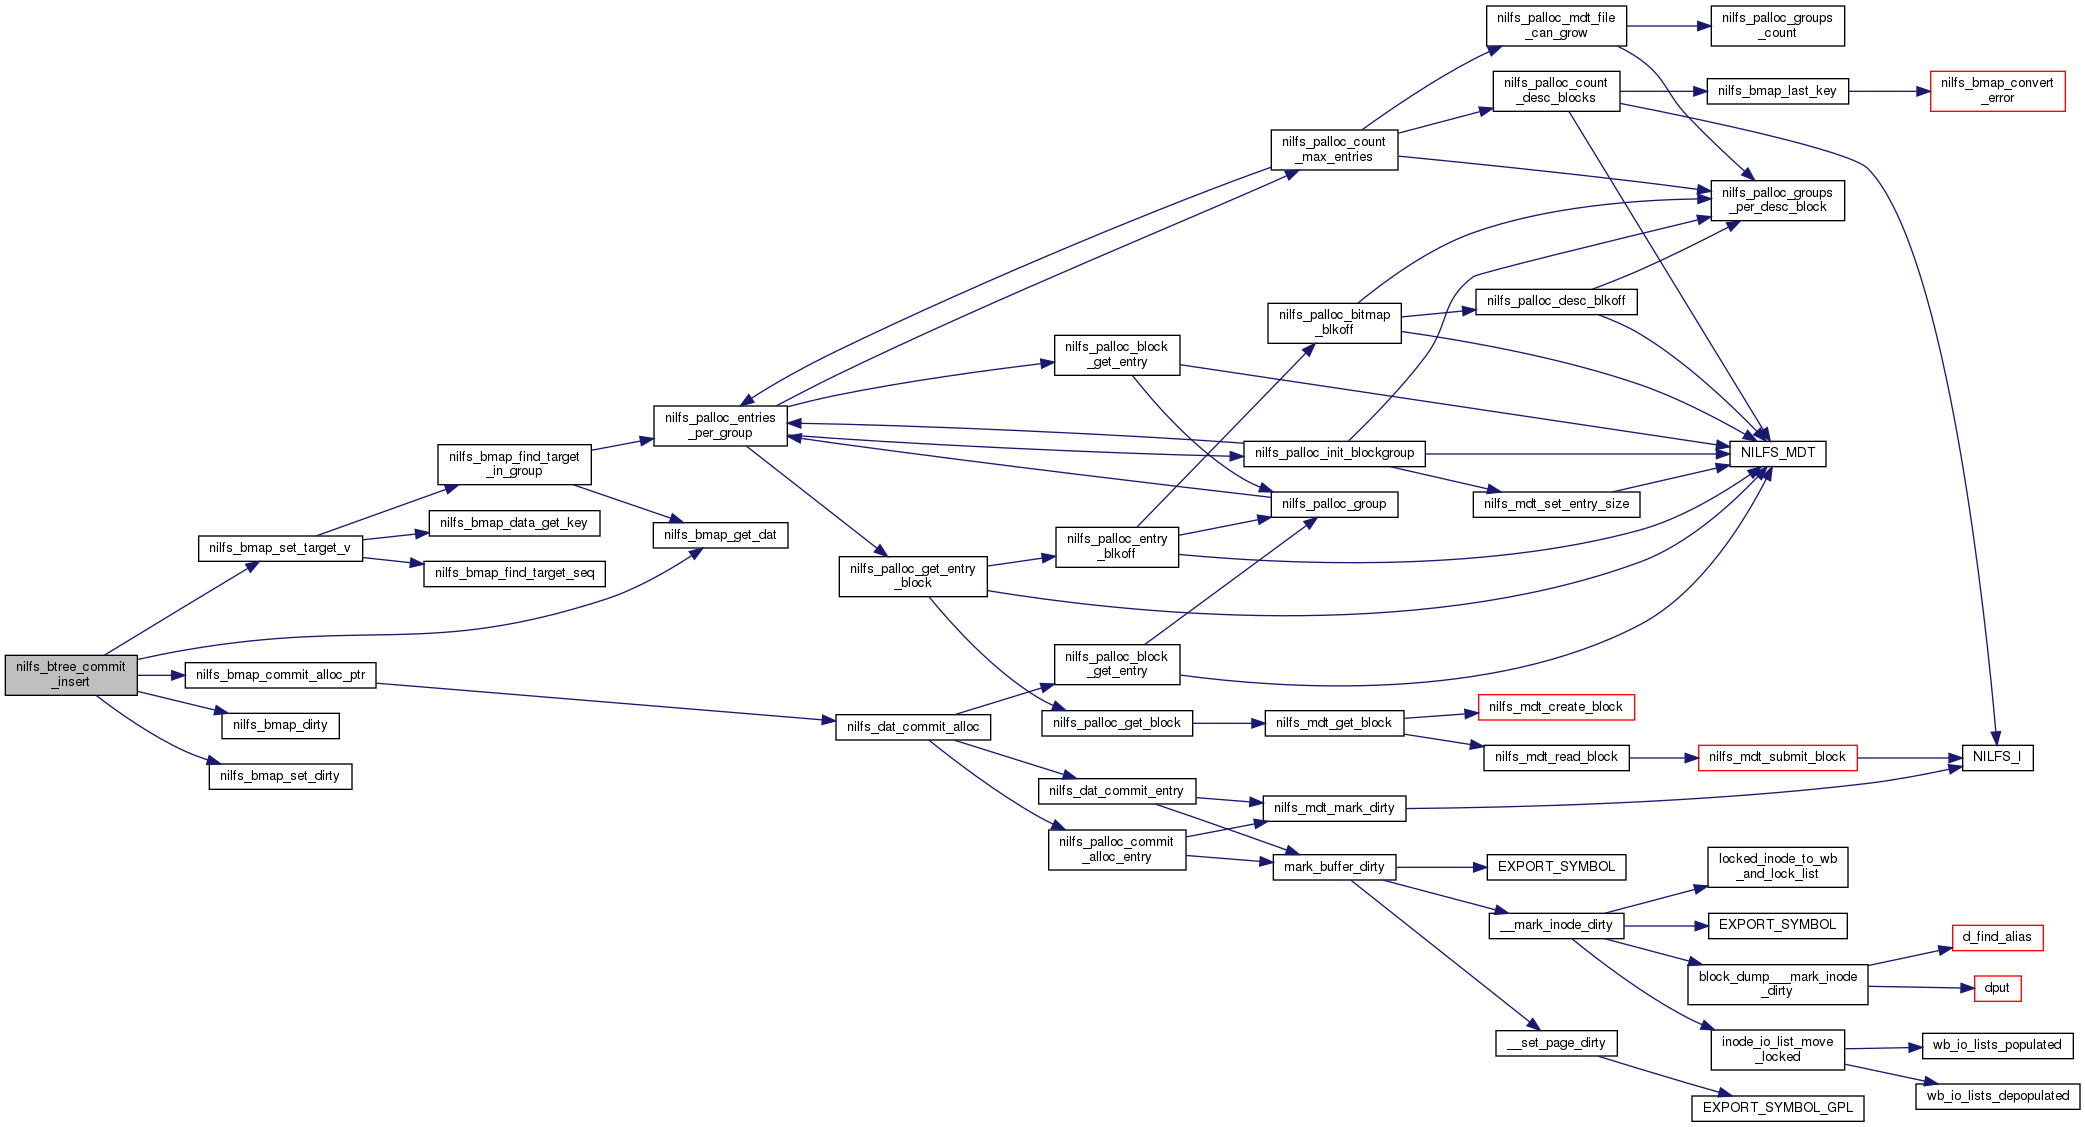 nilfs_palloc_mdt_file
_can_grow
nilfs_palloc_groups
_count
nilfs_palloc_count
_desc_blocks
nilfs_bmap_last_key
nilfs_bmap_convert
_error
nilfs_palloc_count
_max_entries
nilfs_palloc_groups
_per_desc_block
nilfs_palloc_bitmap
_blkoff
nilfs_palloc_desc_blkoff
nilfs_palloc_block
_get_entry
nilfs_palloc_entries
_per_group
nilfs_palloc_init_blockgroup
NILFS_MDT
nilfs_bmap_find_target
_in_group
nilfs_palloc_group
nilfs_mdt_set_entry_size
nilfs_bmap_data_get_key
nilfs_bmap_get_dat
nilfs_palloc_entry
_blkoff
nilfs_bmap_set_target_v
nilfs_bmap_find_target_seq
nilfs_palloc_get_entry
_block
nilfs_btree_commit
_insert
nilfs_bmap_commit_alloc_ptr
nilfs_palloc_block
_get_entry
nilfs_bmap_dirty
nilfs_dat_commit_alloc
nilfs_palloc_get_block
nilfs_mdt_get_block
nilfs_mdt_create_block
nilfs_mdt_read_block
nilfs_mdt_submit_block
NILFS_I
nilfs_bmap_set_dirty
nilfs_dat_commit_entry
nilfs_mdt_mark_dirty
nilfs_palloc_commit
_alloc_entry
mark_buffer_dirty
EXPORT_SYMBOL
locked_inode_to_wb
_and_lock_list
__mark_inode_dirty
EXPORT_SYMBOL
d_find_alias
block_dump___mark_inode
_dirty
dput
__set_page_dirty
inode_io_list_move
_locked
wb_io_lists_populated
wb_io_lists_depopulated
EXPORT_SYMBOL_GPL